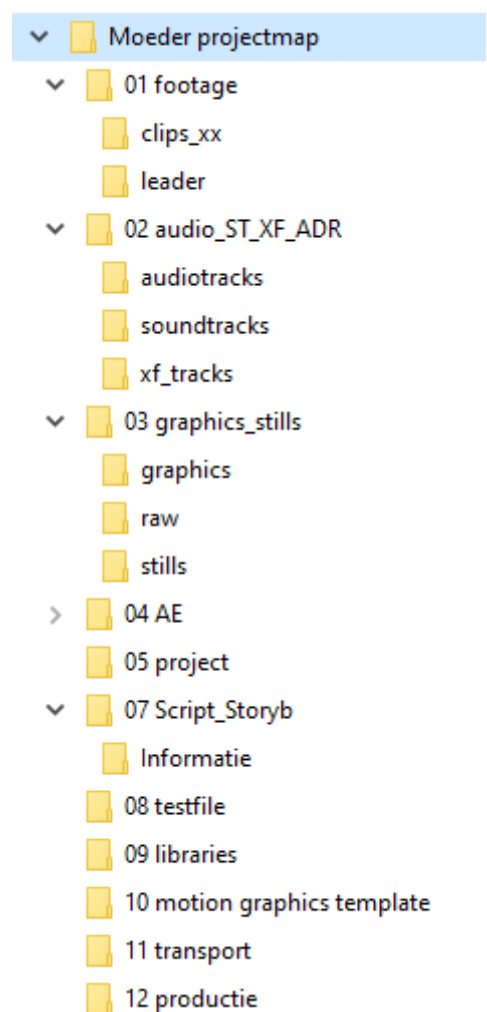 Moeder projectmap
01 footage
clips_xx
leader
02 audio_ST_XF_ADR
audiotracks
soundtracks
xf_tracks
03 graphics_stills
graphics
raw
stills
04 AE
05 project
07 Script_Storyb
Informatie
08 testfile
09 libraries
10 motion graphics template
11 transport
12 productie